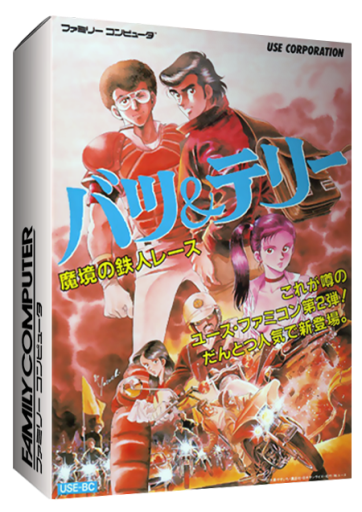 ファミリー コンピュータ
USE CORPORATION
バツ&テリー
魔境の鉄人レース
これが噂の
ユース・ファミコン第2弾!
だんとつ人気で新登場。
USE-BC
FAMILY COMPUTER
ファミリー コンピュータ